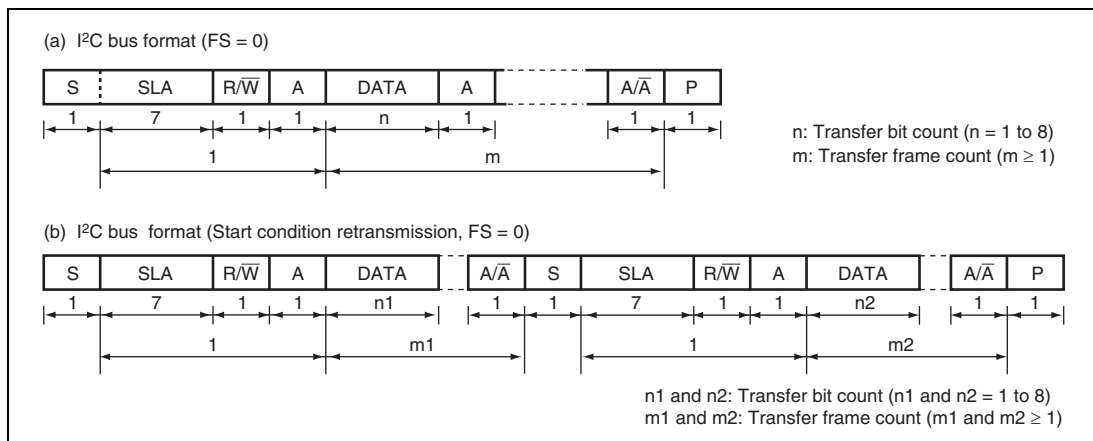 (a) I²C bus format (FS = 0)
S SLA R/W̅ A DATA A A/A̅ P
1 7 1 1 n 1 1 1
1 m
n: Transfer bit count (n = 1 to 8)
m: Transfer frame count (m ≥ 1)
(b) I²C bus format (Start condition retransmission, FS = 0)
S SLA R/W̅ A DATA A/A̅ S SLA R/W̅ A DATA A/A̅ P
1 7 1 1 n1 1 1 7 1 1 n2 1 1
1 m1 1 m2
n1 and n2: Transfer bit count (n1 and n2 = 1 to 8)
m1 and m2: Transfer frame count (m1 and m2 ≥ 1)